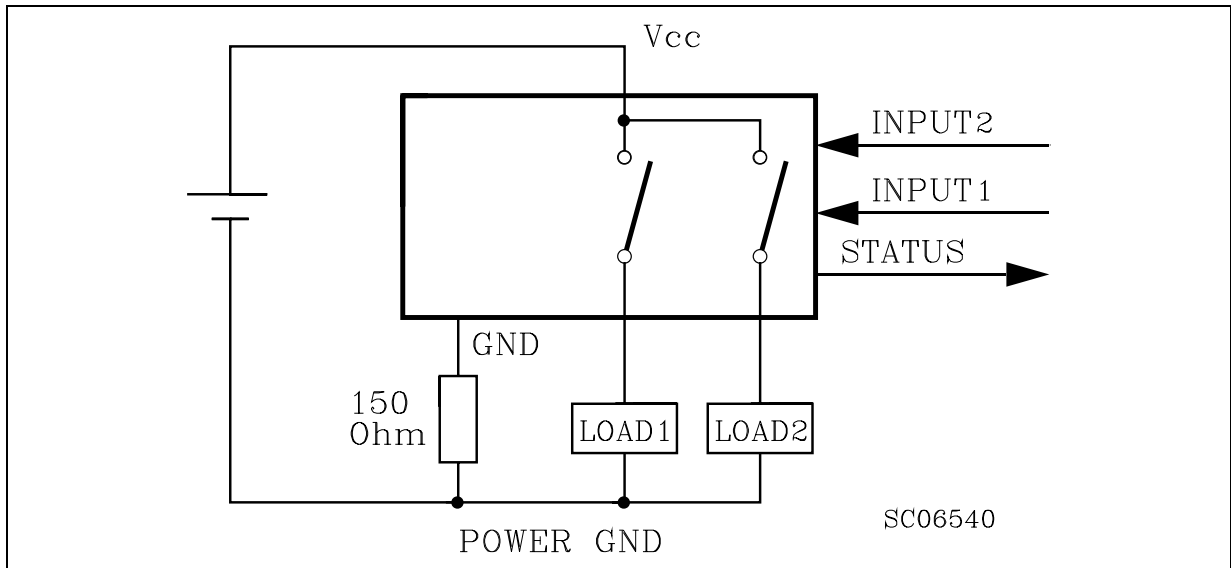 Vcc
INPUT2
INPUT1
STATUS
GND
150
Ohm
LOAD1
LOAD2
POWER GND
SC06540